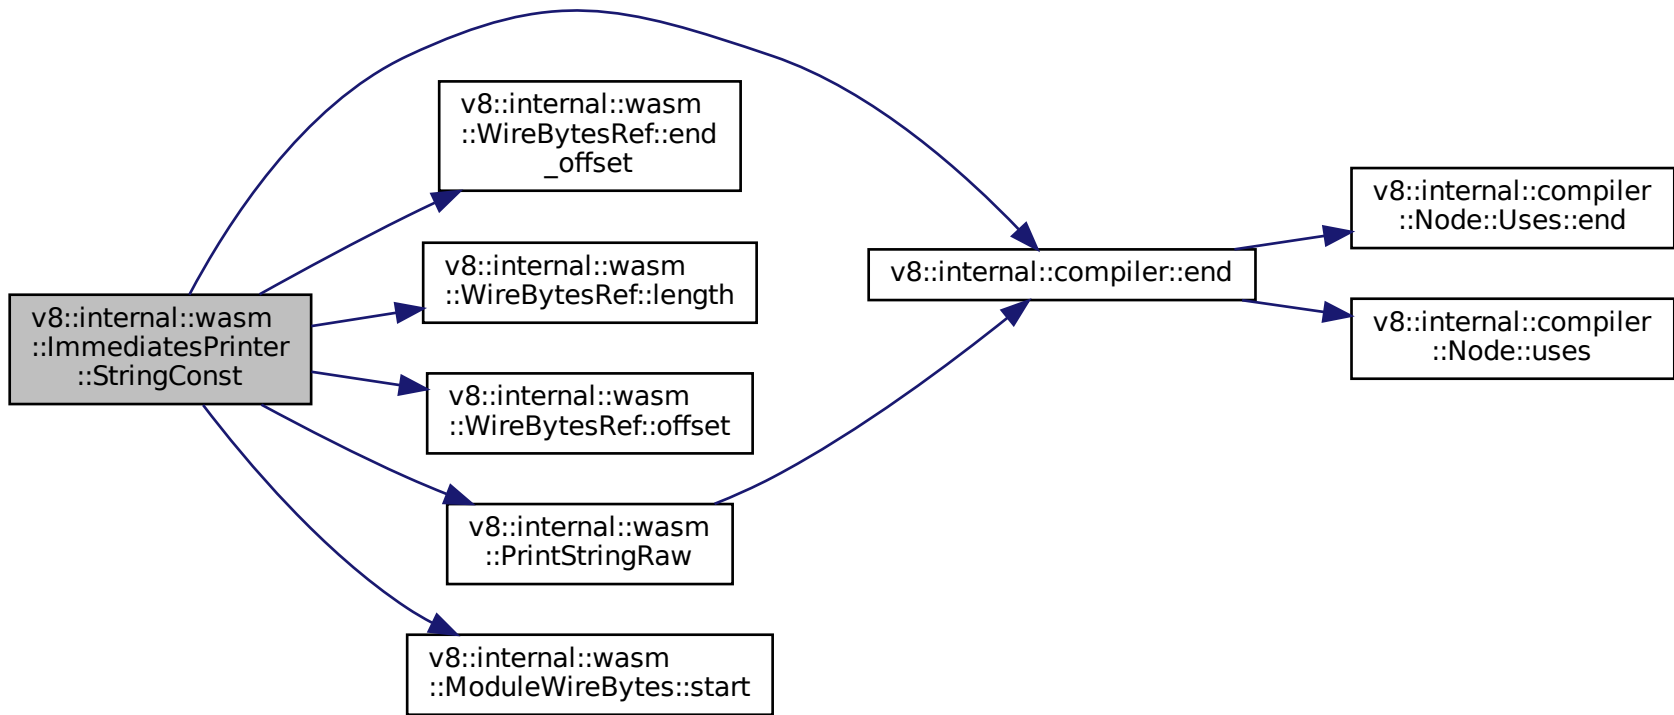 v8::internal::wasm
::ImmediatesPrinter
::StringConst
v8::internal::wasm
::WireBytesRef::end
_offset
v8::internal::wasm
::WireBytesRef::length
v8::internal::wasm
::WireBytesRef::offset
v8::internal::wasm
::PrintStringRaw
v8::internal::wasm
::ModuleWireBytes::start
v8::internal::compiler::end
v8::internal::compiler
::Node::Uses::end
v8::internal::compiler
::Node::uses